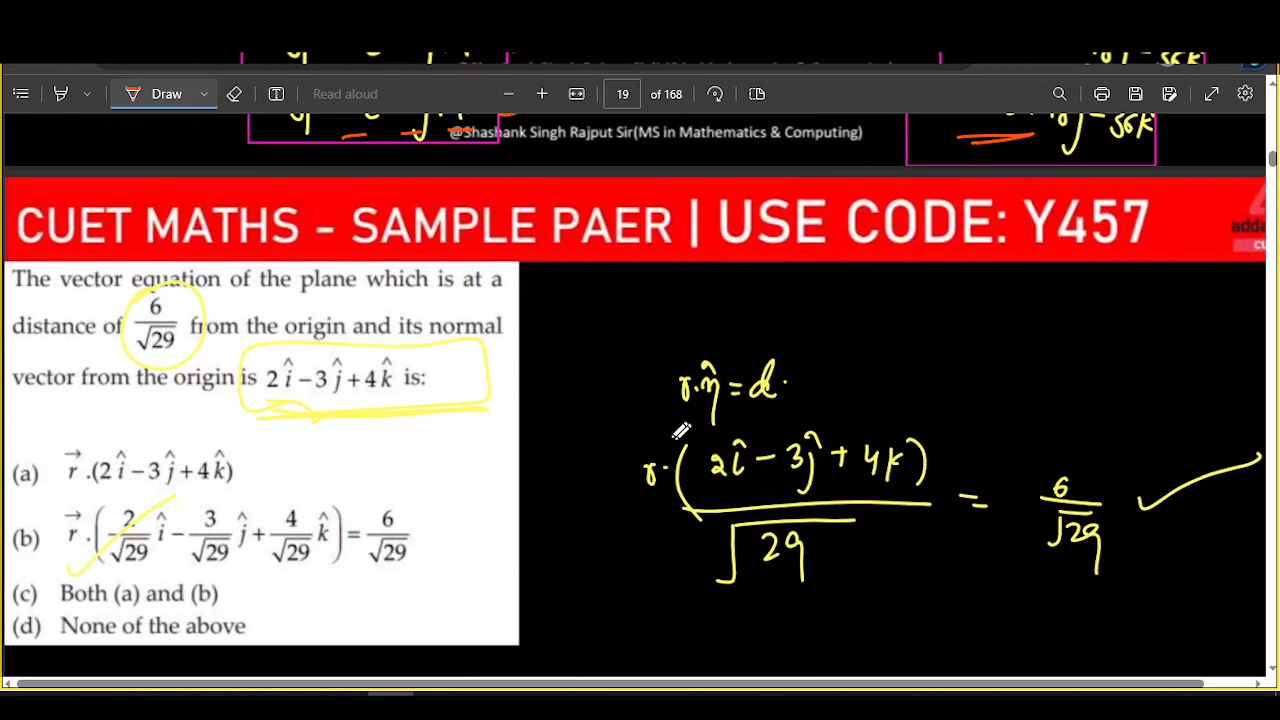 Draw
Read aloud
19 of 168
@Shashank Singh Rajput Sir(MS in Mathematics & Computing)
CUET MATHS - SAMPLE PAER | USE CODE: Y457
The vector equation of the plane which is at a
distance of 6/√29 from the origin and its normal
vector from the origin is 2î − 3ĵ + 4k̂ is:
(a) r⃗.(2î − 3ĵ + 4k̂)
(b) r⃗.(2/√29 î − 3/√29 ĵ + 4/√29 k̂) = 6/√29
(c) Both (a) and (b)
(d) None of the above
r.n̂ = d.
r.(2î − 3ĵ + 4k)/√29 = 6/√29